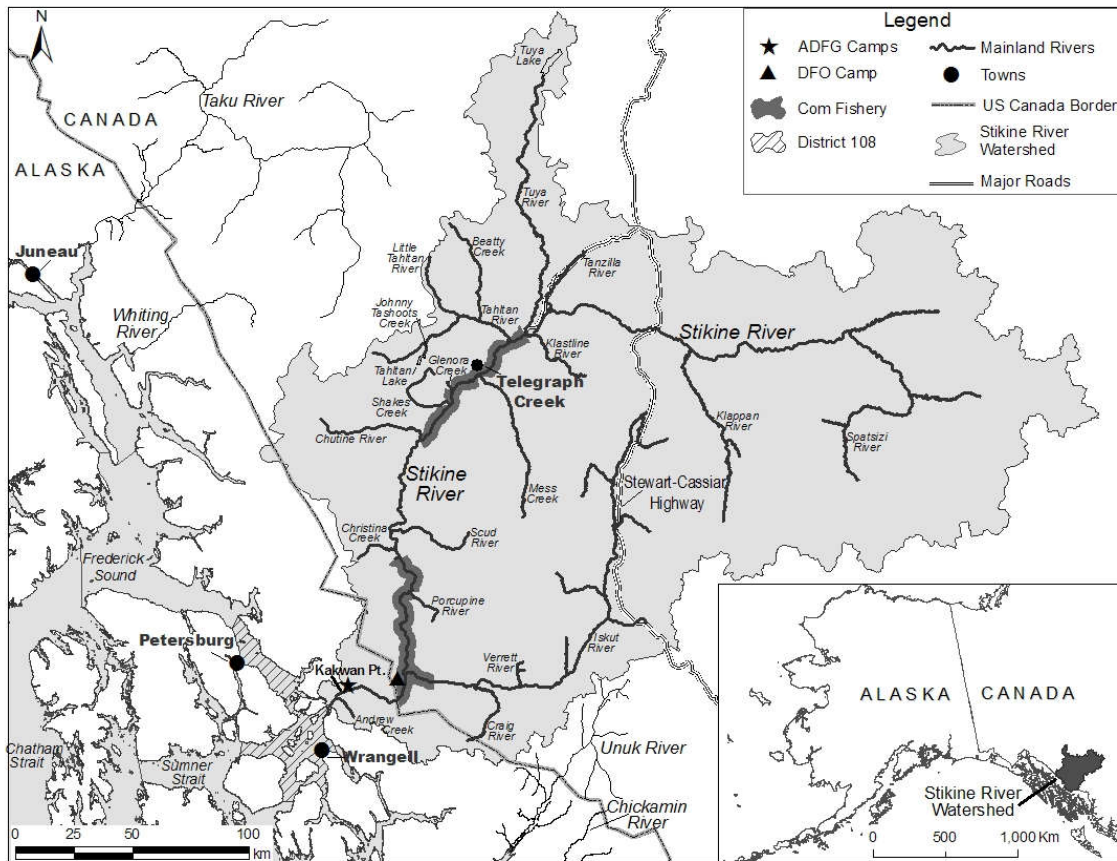 N
CANADA
ALASKA
Taku River
Juneau
Whiting
River
Tuya
Lake
Tuya
River
Little
Tahltan
River
Beatty
Creek
Tanzilla
River
Johnny
Tashoots
Creek
Tahltan
River
Stikine River
Klastline
River
Glenora
Creek
Tahltan
Lake
Telegraph
Creek
Shakes
Creek
Chutine River
Klappan
River
Spatsizi
River
Stikine
River
Mess
Creek
Stewart-Cassiar
Highway
Christina
Creek
Scud
River
Frederick
Sound
Porcupine
River
Petersburg
Kakwan Pt.
Iskut
River
Verrett
River
Andrew
Creek
Craig
River
Chatham
Strait
Sumner
Strait
Wrangell
Unuk River
Chickamin
River
0 25 50 100
km
Legend
ADFG Camps
DFO Camp
Com Fishery
District 108
Mainland Rivers
Towns
US Canada Border
Stikine River
Watershed
Major Roads
ALASKA CANADA
Stikine River
Watershed
0 500 1,000 Km